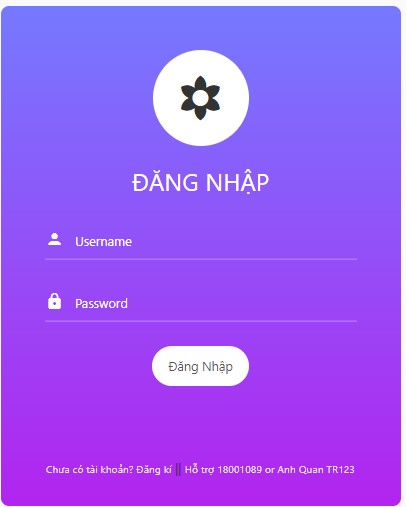 ĐĂNG NHẬP
Username
Password
Đăng Nhập
Chưa có tài khoản? Đăng kí || Hỗ trợ 18001089 or Anh Quan TR123